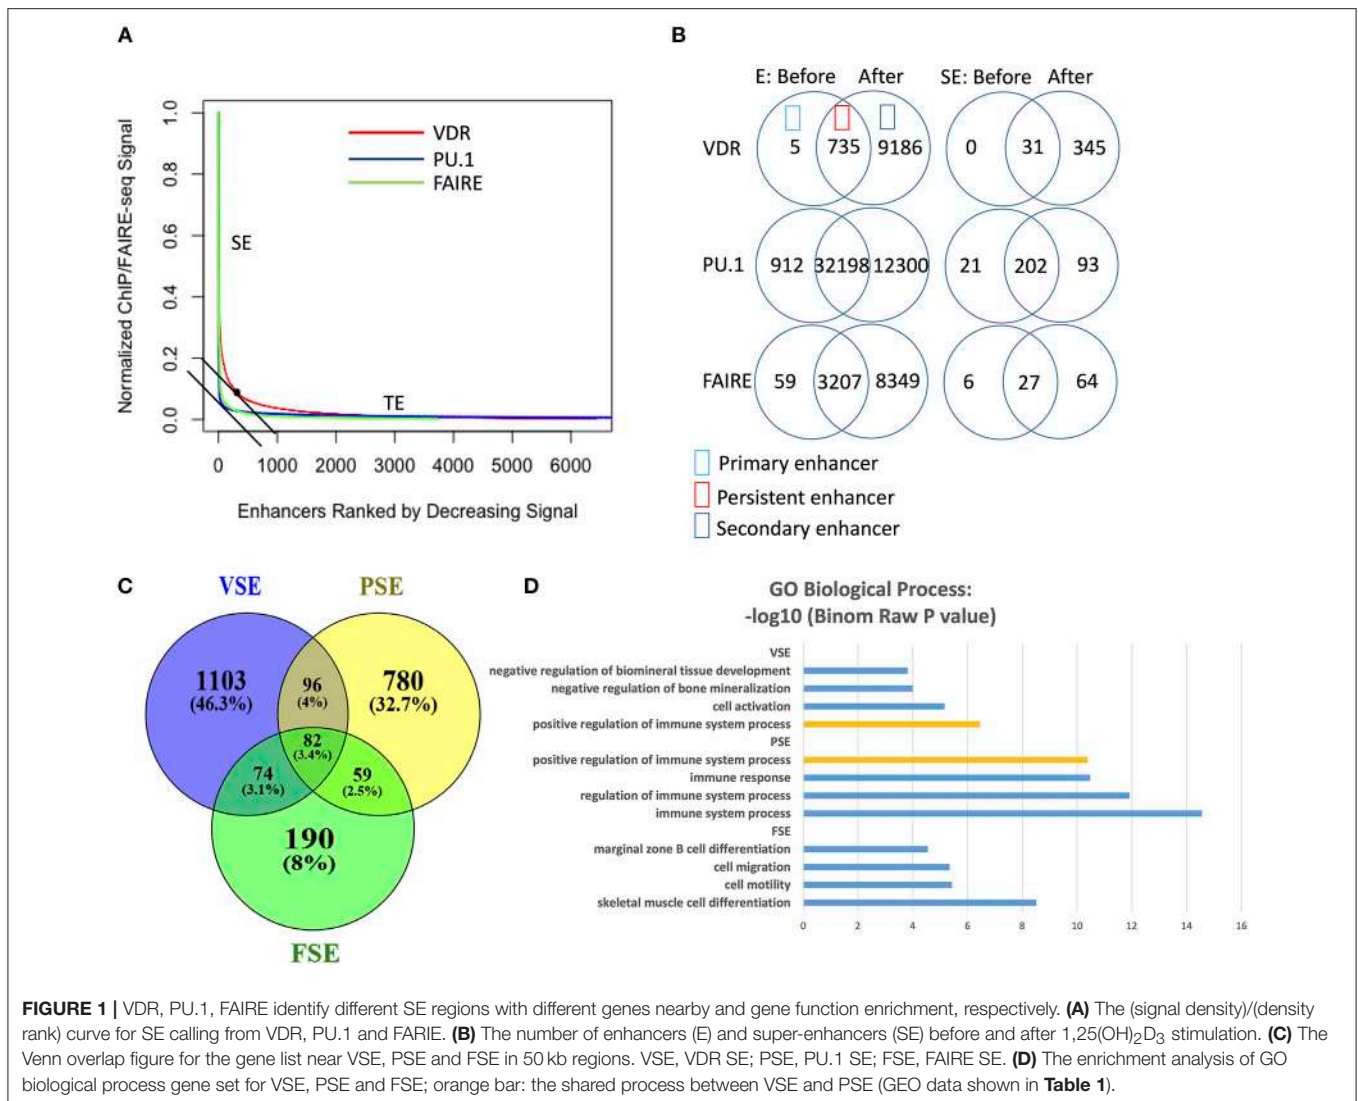 A
Normalized ChIP/FAIRE-seq Signal
1.0
0.8
0.6
0.4
0.2
0.0
VDR
PU.1
FAIRE
SE
TE
0 1000 2000 3000 4000 5000 6000
Enhancers Ranked by Decreasing Signal
B
E: Before After SE: Before After
VDR 5 735 9186 0 31 345
PU.1 912 32198 12300 21 202 93
FAIRE 59 3207 8349 6 27 64
Primary enhancer
Persistent enhancer
Secondary enhancer
C
VSE PSE
1103 96 780
(46.3%) (4%) (32.7%)
82
(3.4%)
74 59
(3.1%) (2.5%)
190
(8%)
FSE
D
GO Biological Process:
-log10 (Binom Raw P value)
VSE
negative regulation of biomineral tissue development
negative regulation of bone mineralization
cell activation
positive regulation of immune system process
PSE
positive regulation of immune system process
immune response
regulation of immune system process
immune system process
FSE
marginal zone B cell differentiation
cell migration
cell motility
skeletal muscle cell differentiation
0 2 4 6 8 10 12 14 16
FIGURE 1 | VDR, PU.1, FAIRE identify different SE regions with different genes nearby and gene function enrichment, respectively. (A) The (signal density)/(density
rank) curve for SE calling from VDR, PU.1 and FARIE. (B) The number of enhancers (E) and super-enhancers (SE) before and after 1,25(OH)2D3 stimulation. (C) The
Venn overlap figure for the gene list near VSE, PSE and FSE in 50 kb regions. VSE, VDR SE; PSE, PU.1 SE; FSE, FAIRE SE. (D) The enrichment analysis of GO
biological process gene set for VSE, PSE and FSE; orange bar: the shared process between VSE and PSE (GEO data shown in Table 1).